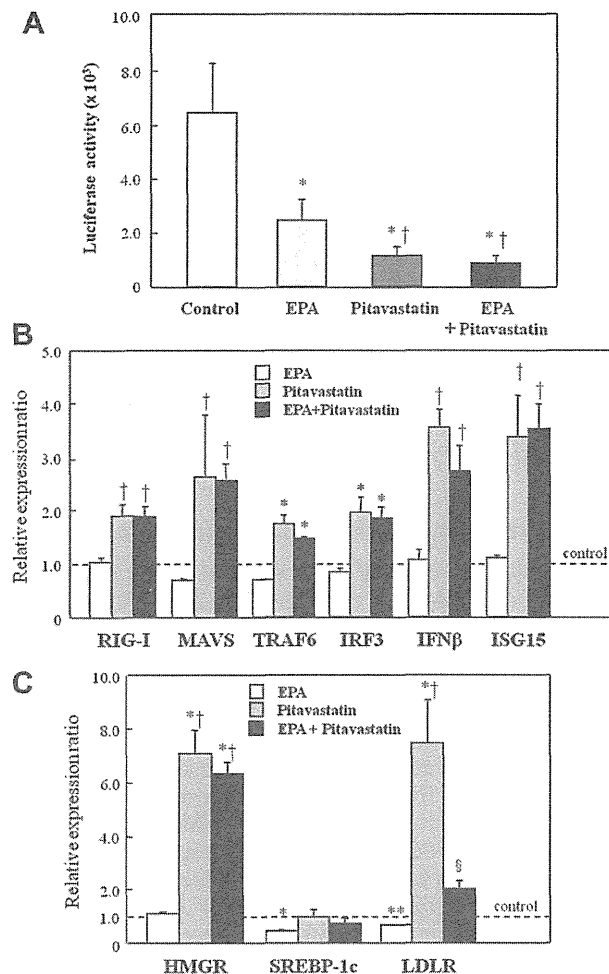 A
Luciferase activity (x 10³)
8.0
6.0
4.0
2.0
0
*
* †
* †
Control
EPA
Pitavastatin
EPA
+ Pitavastatin
B
Relative expressionratio
5.0
4.0
3.0
2.0
1.0
0
EPA
Pitavastatin
EPA+Pitavastatin
† †
† †
* *
* *
† †
† †
control
RIG-I
MAVS
TRAF6
IRF3
IFNβ
ISG15
C
Relative expressionratio
10.0
8.0
6.0
4.0
2.0
1.0
0
EPA
Pitavastatin
EPA+ Pitavastatin
*†
*†
*
**
*†
§
control
HMGR
SREBP-1c
LDLR